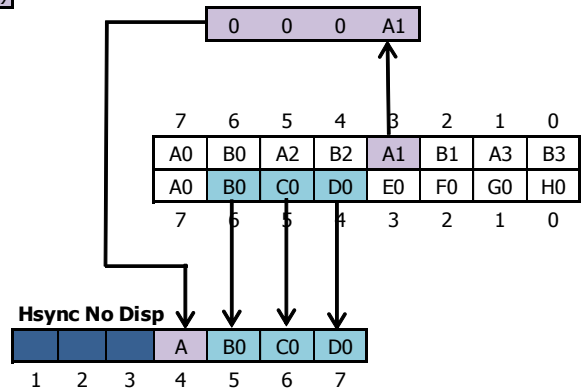 0 0 0 A1
7 6 5 4 3 2 1 0
A0 B0 A2 B2 A1 B1 A3 B3
A0 B0 C0 D0 E0 F0 G0 H0
7 6 5 4 3 2 1 0
Hsync No Disp
A B0 C0 D0
1 2 3 4 5 6 7